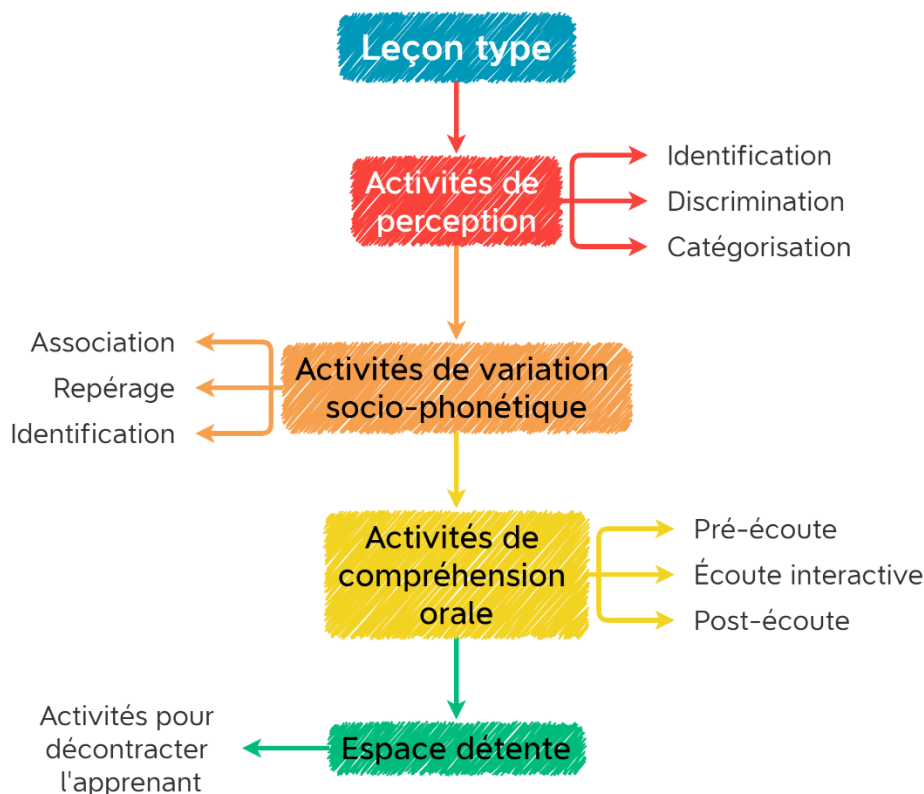 Leçon type
Activités de
perception
Identification
Discrimination
Catégorisation
Association
Repérage
Identification
Activités de variation
socio-phonétique
Activités de
compréhension
orale
Pré-écoute
Écoute interactive
Post-écoute
Activités pour
décontracter
l'apprenant
Espace détente